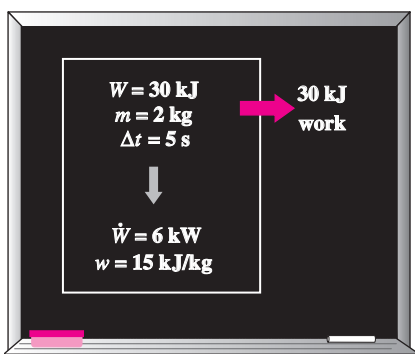 W = 30 kJ
m = 2 kg
Δt = 5 s
Ẇ = 6 kW
w = 15 kJ/kg
30 kJ
work